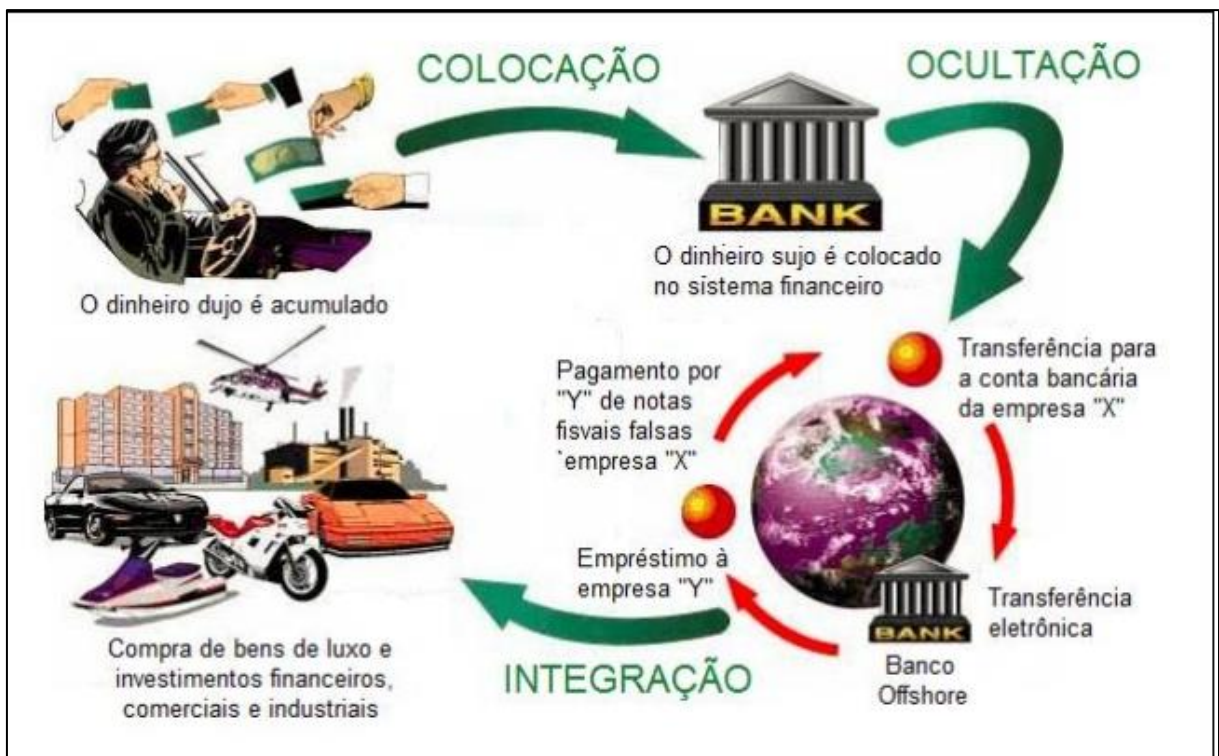 COLOCAÇÃO
OCULTAÇÃO
BANK
O dinheiro sujo é colocado
no sistema financeiro
O dinheiro dujo é acumulado
Transferência para
a conta bancária
da empresa "X"
Pagamento por
"Y" de notas
fisvais falsas
`empresa "X"
Empréstimo à
empresa "Y"
BANK
Transferência
eletrônica
Banco
Offshore
INTEGRAÇÃO
Compra de bens de luxo e
investimentos financeiros,
comerciais e industriais